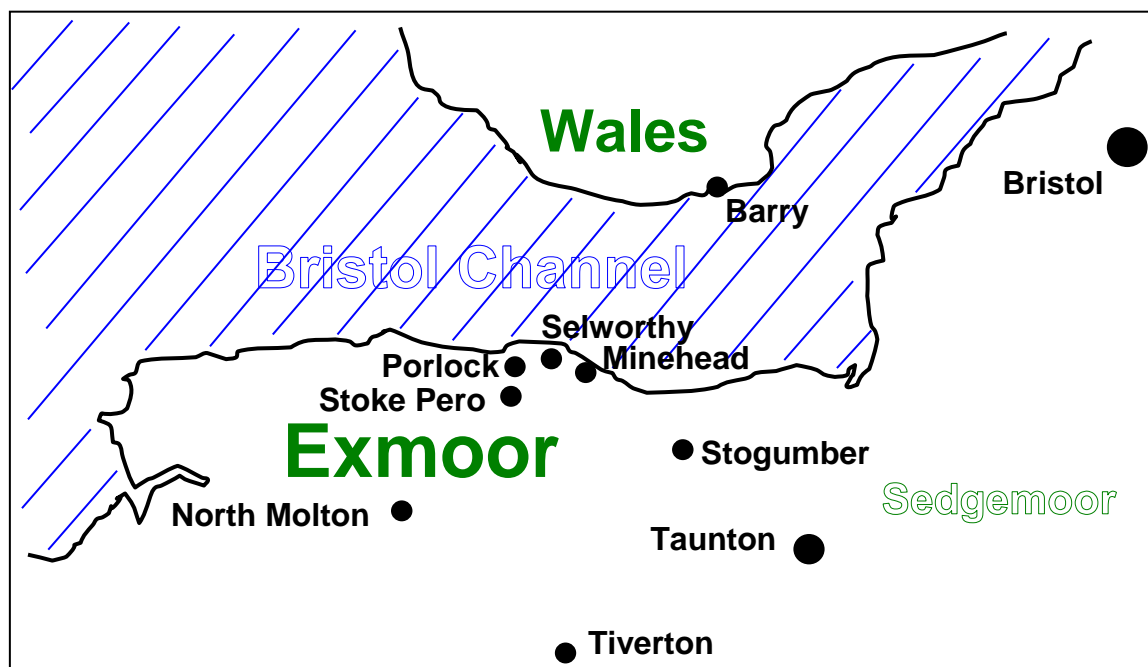 Wales
Bristol
Barry
Bristol Channel
Selworthy
Porlock
Minehead
Stoke Pero
Exmoor
Stogumber
Sedgemoor
North Molton
Taunton
Tiverton